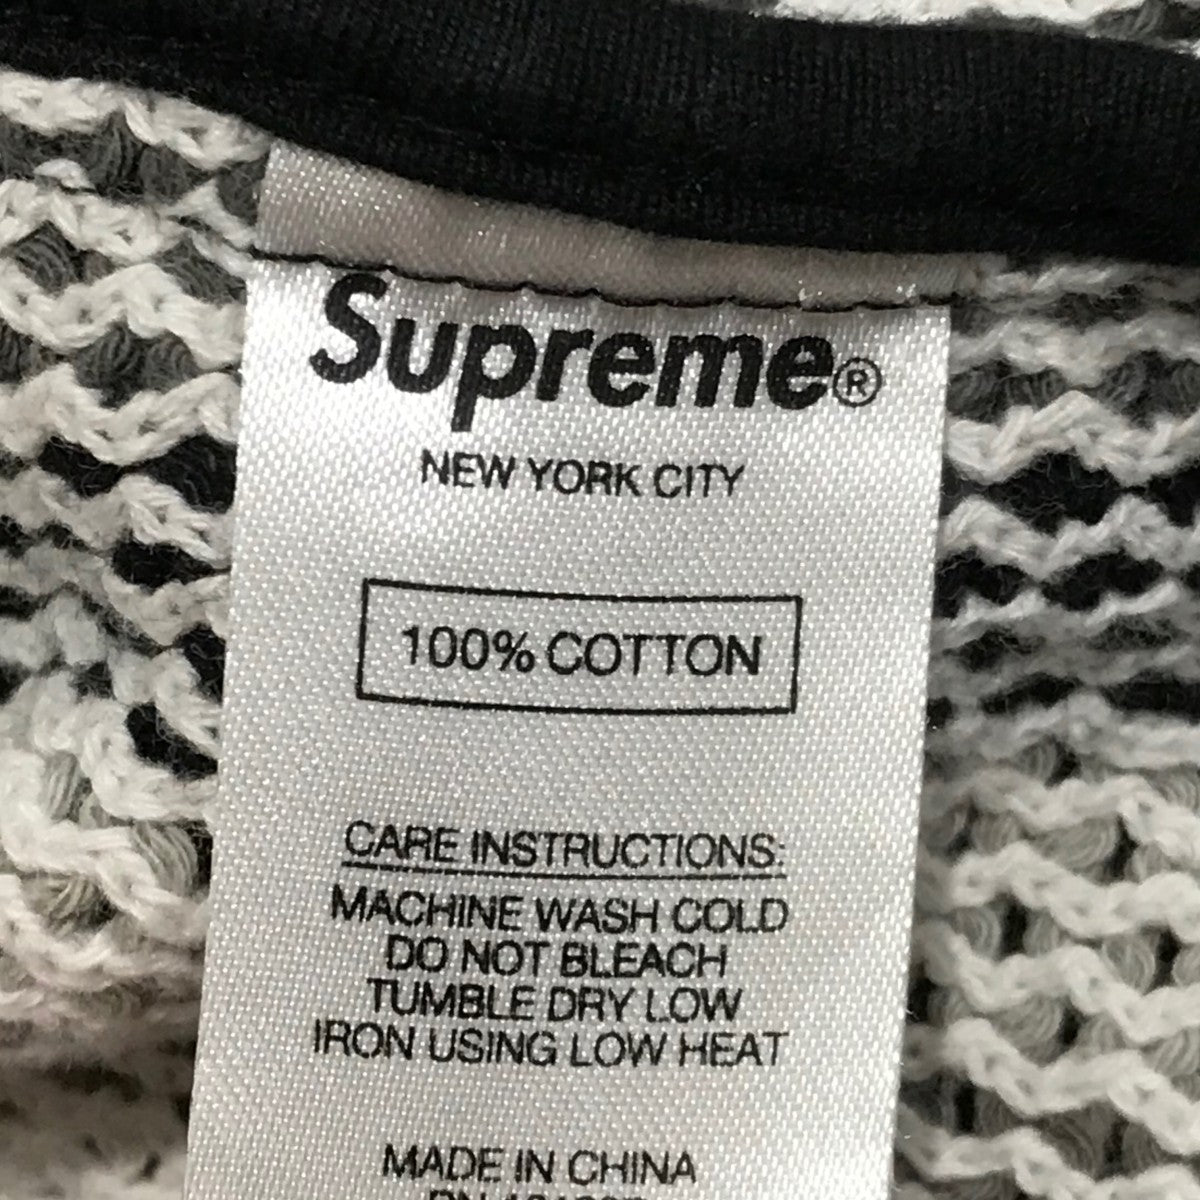 Supreme®
NEW YORK CITY
100% COTTON
CARE INSTRUCTIONS:
MACHINE WASH COLD
DO NOT BLEACH
TUMBLE DRY LOW
IRON USING LOW HEAT
MADE IN CHINA